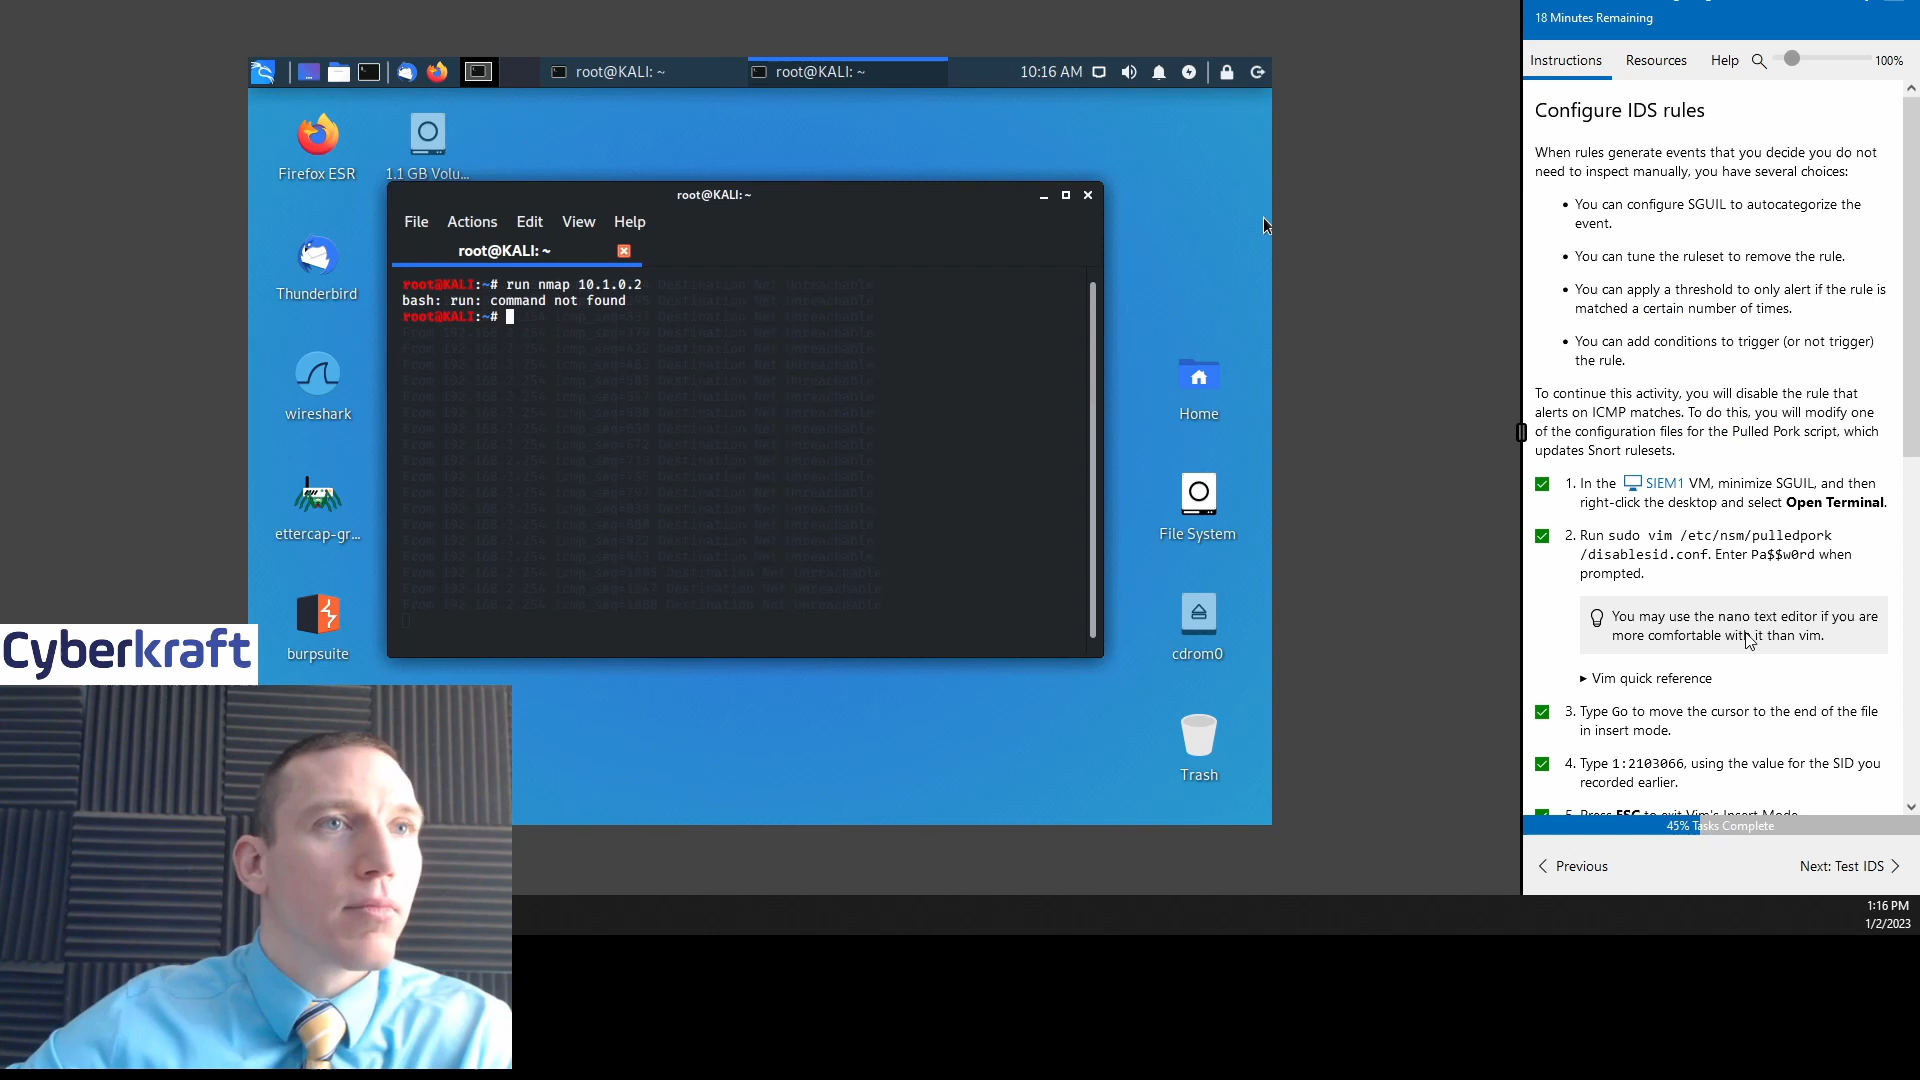 18 Minutes Remaining
Instructions Resources Help 100%
root@KALI: ~ root@KALI: ~ 10:16 AM
Configure IDS rules
When rules generate events that you decide you do not
need to inspect manually, you have several choices:
• You can configure SGUIL to autocategorize the
event.
• You can tune the ruleset to remove the rule.
• You can apply a threshold to only alert if the rule is
matched a certain number of times.
• You can add conditions to trigger (or not trigger)
the rule.
To continue this activity, you will disable the rule that
alerts on ICMP matches. To do this, you will modify one
of the configuration files for the Pulled Pork script, which
updates Snort rulesets.
1. In the SIEM1 VM, minimize SGUIL, and then
right-click the desktop and select Open Terminal.
2. Run sudo vim /etc/nsm/pulledpork
/disablesid.conf. Enter Pa$$w0rd when
prompted.
You may use the nano text editor if you are
more comfortable with it than vim.
▸ Vim quick reference
3. Type Go to move the cursor to the end of the file
in insert mode.
4. Type 1:2103066, using the value for the SID you
recorded earlier.
5. Press ESC to exit Vim's Insert Mode.
45% Tasks Complete
Previous Next: Test IDS
1:16 PM
1/2/2023
Firefox ESR
1.1 GB Volu...
Thunderbird
wireshark
ettercap-gr...
burpsuite
root@KALI: ~
File Actions Edit View Help
root@KALI: ~
root@KALI:~# run nmap 10.1.0.2
bash: run: command not found
root@KALI:~#
Home
File System
cdrom0
Trash
Cyberkraft